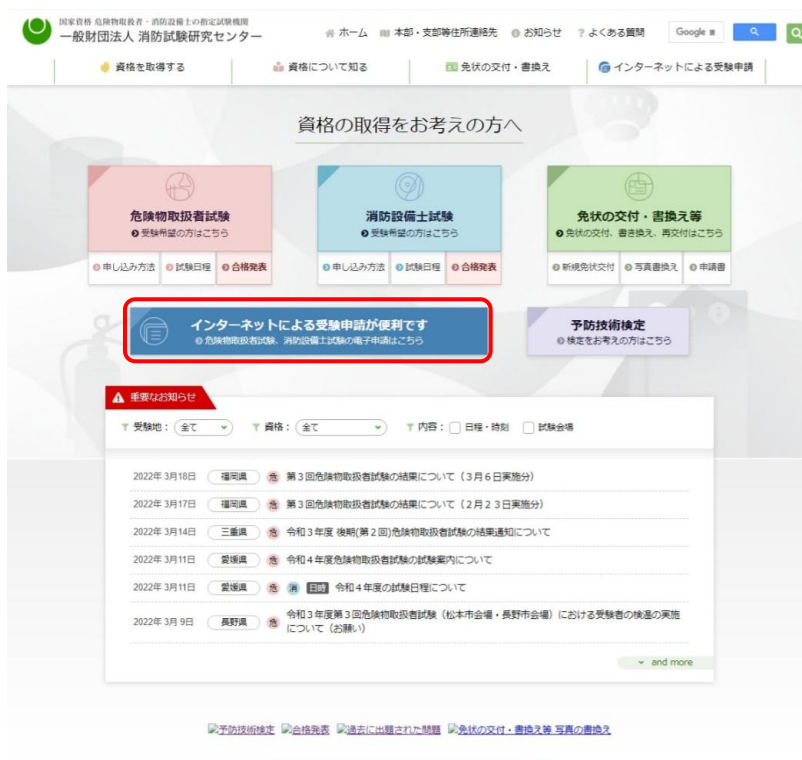 国家資格 危険物取扱者・消防設備士の指定試験機関
一般財団法人 消防試験研究センター
ホーム 本部・支部等住所連絡先 お知らせ ? よくある質問 Google
資格を取得する 資格について知る 免状の交付・書換え インターネットによる受験申請
資格の取得をお考えの方へ
危険物取扱者試験
受験希望の方はこちら
申し込み方法 試験日程 合格発表
消防設備士試験
受験希望の方はこちら
申し込み方法 試験日程 合格発表
免状の交付・書換え等
免状の交付、書き換え、再交付はこちら
新規免状交付 写真書換え 申請書
インターネットによる受験申請が便利です
危険物取扱者試験、消防設備士試験の電子申請はこちら
予防技術検定
検定をお考えの方はこちら
重要なお知らせ
受験地： 全て 資格： 全て 内容： 日程・時刻 試験会場
2022年 3月18日 福岡県 危 第３回危険物取扱者試験の結果について（３月６日実施分）
2022年 3月17日 福岡県 危 第３回危険物取扱者試験の結果について（２月２３日実施分）
2022年 3月14日 三重県 危 令和３年度 後期(第２回)危険物取扱者試験の結果通知について
2022年 3月11日 愛媛県 危 令和４年度危険物取扱者試験の試験案内について
2022年 3月11日 愛媛県 危 消 日時 令和４年度の試験日程について
2022年 3月 9日 長野県 危 令和３年度第３回危険物取扱者試験（松本市会場・長野市会場）における受験者の検温の実施
について（お願い）
and more
予防技術検定 合格発表 過去に出題された問題 免状の交付・書換え等 写真の書換え